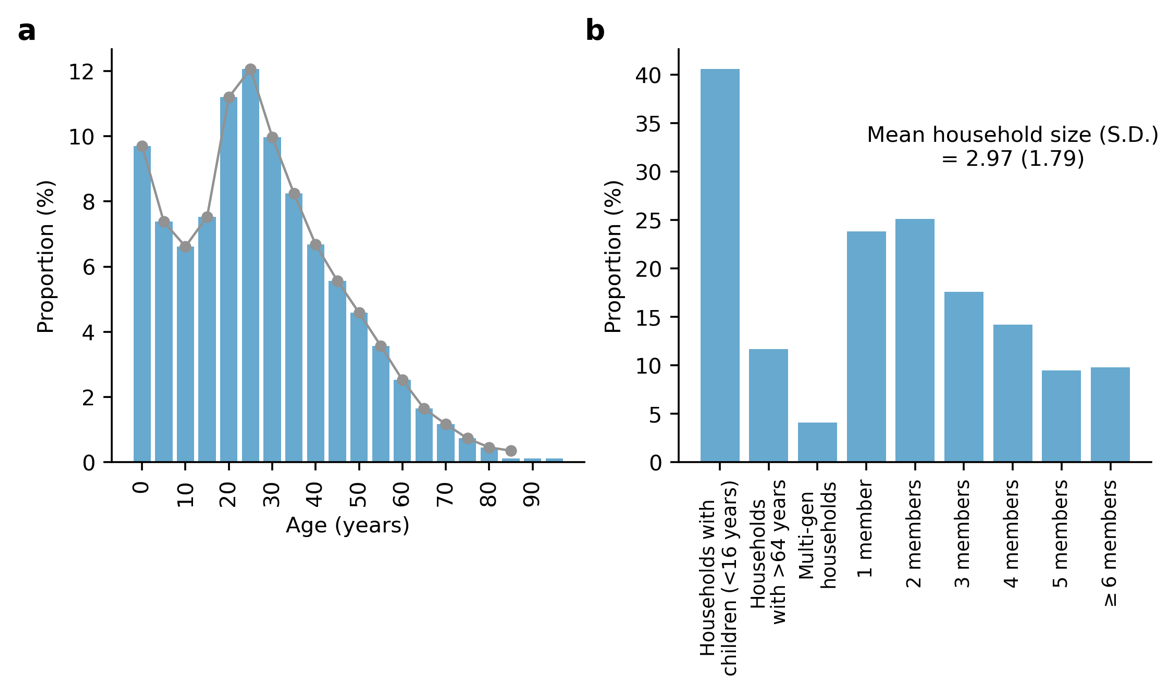 a
12
10
8
6
4
2
0
Proportion (%)
0
10
20
30
40
50
60
70
80
90
Age (years)
b
40
35
30
25
20
15
10
5
0
Proportion (%)
Mean household size (S.D.)
= 2.97 (1.79)
Households with
children (<16 years)
Households
with >64 years
Multi-gen
households
1 member
2 members
3 members
4 members
5 members
≥ 6 members